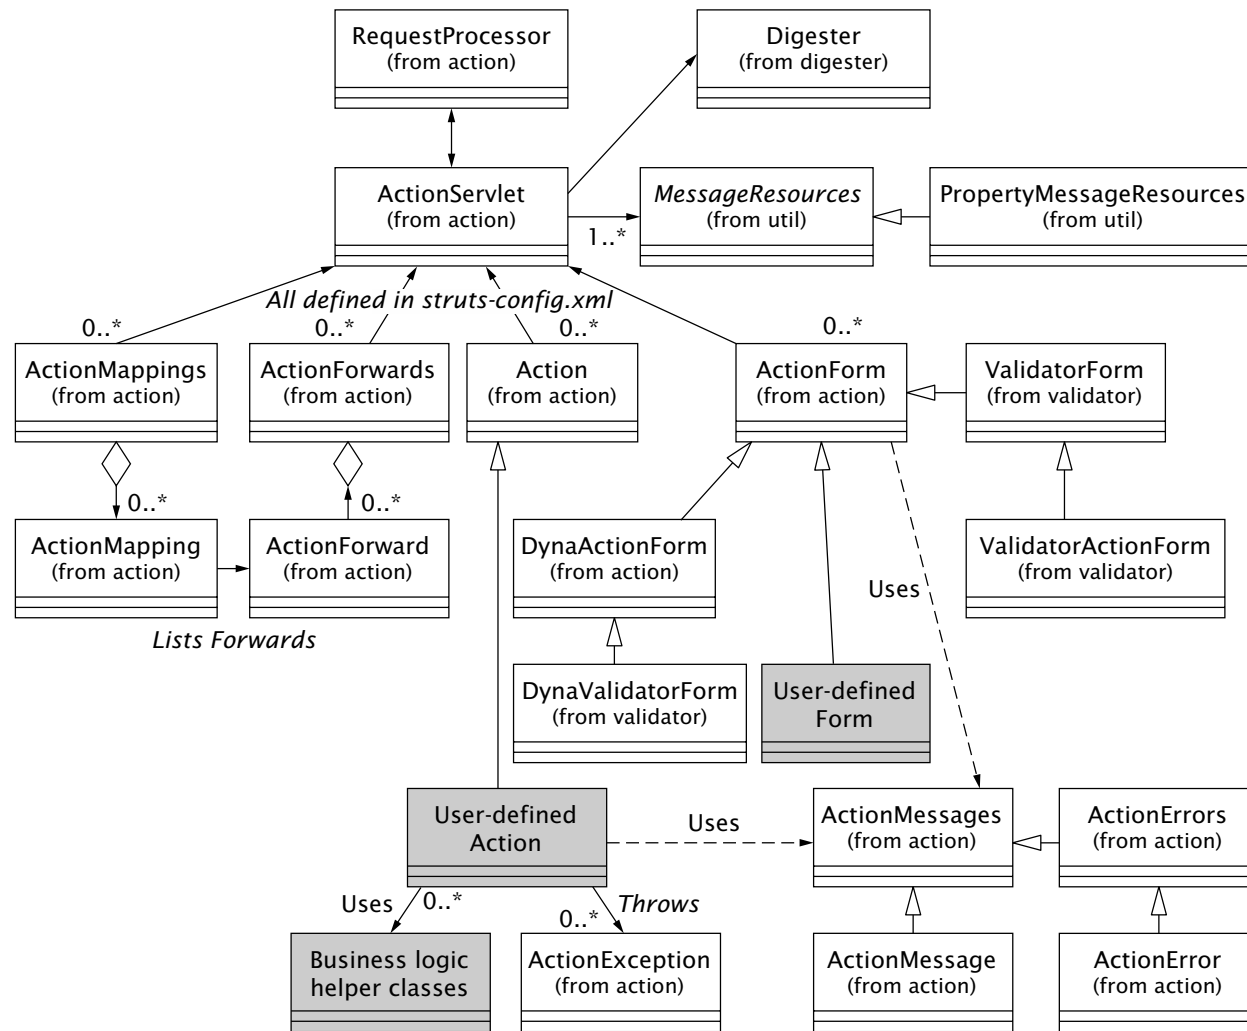 RequestProcessor
(from action)
Digester
(from digester)
ActionServlet
(from action)
1..*
MessageResources
(from util)
PropertyMessageResources
(from util)
All defined in struts-config.xml
0..*
0..*
0..*
0..*
ActionMappings
(from action)
ActionForwards
(from action)
Action
(from action)
ActionForm
(from action)
ValidatorForm
(from validator)
0..*
0..*
ActionMapping
(from action)
ActionForward
(from action)
DynaActionForm
(from action)
Uses
ValidatorActionForm
(from validator)
Lists Forwards
DynaValidatorForm
(from validator)
User-defined
Form
User-defined
Action
Uses
ActionMessages
(from action)
ActionErrors
(from action)
Uses
0..*
0..*
Throws
Business logic
helper classes
ActionException
(from action)
ActionMessage
(from action)
ActionError
(from action)